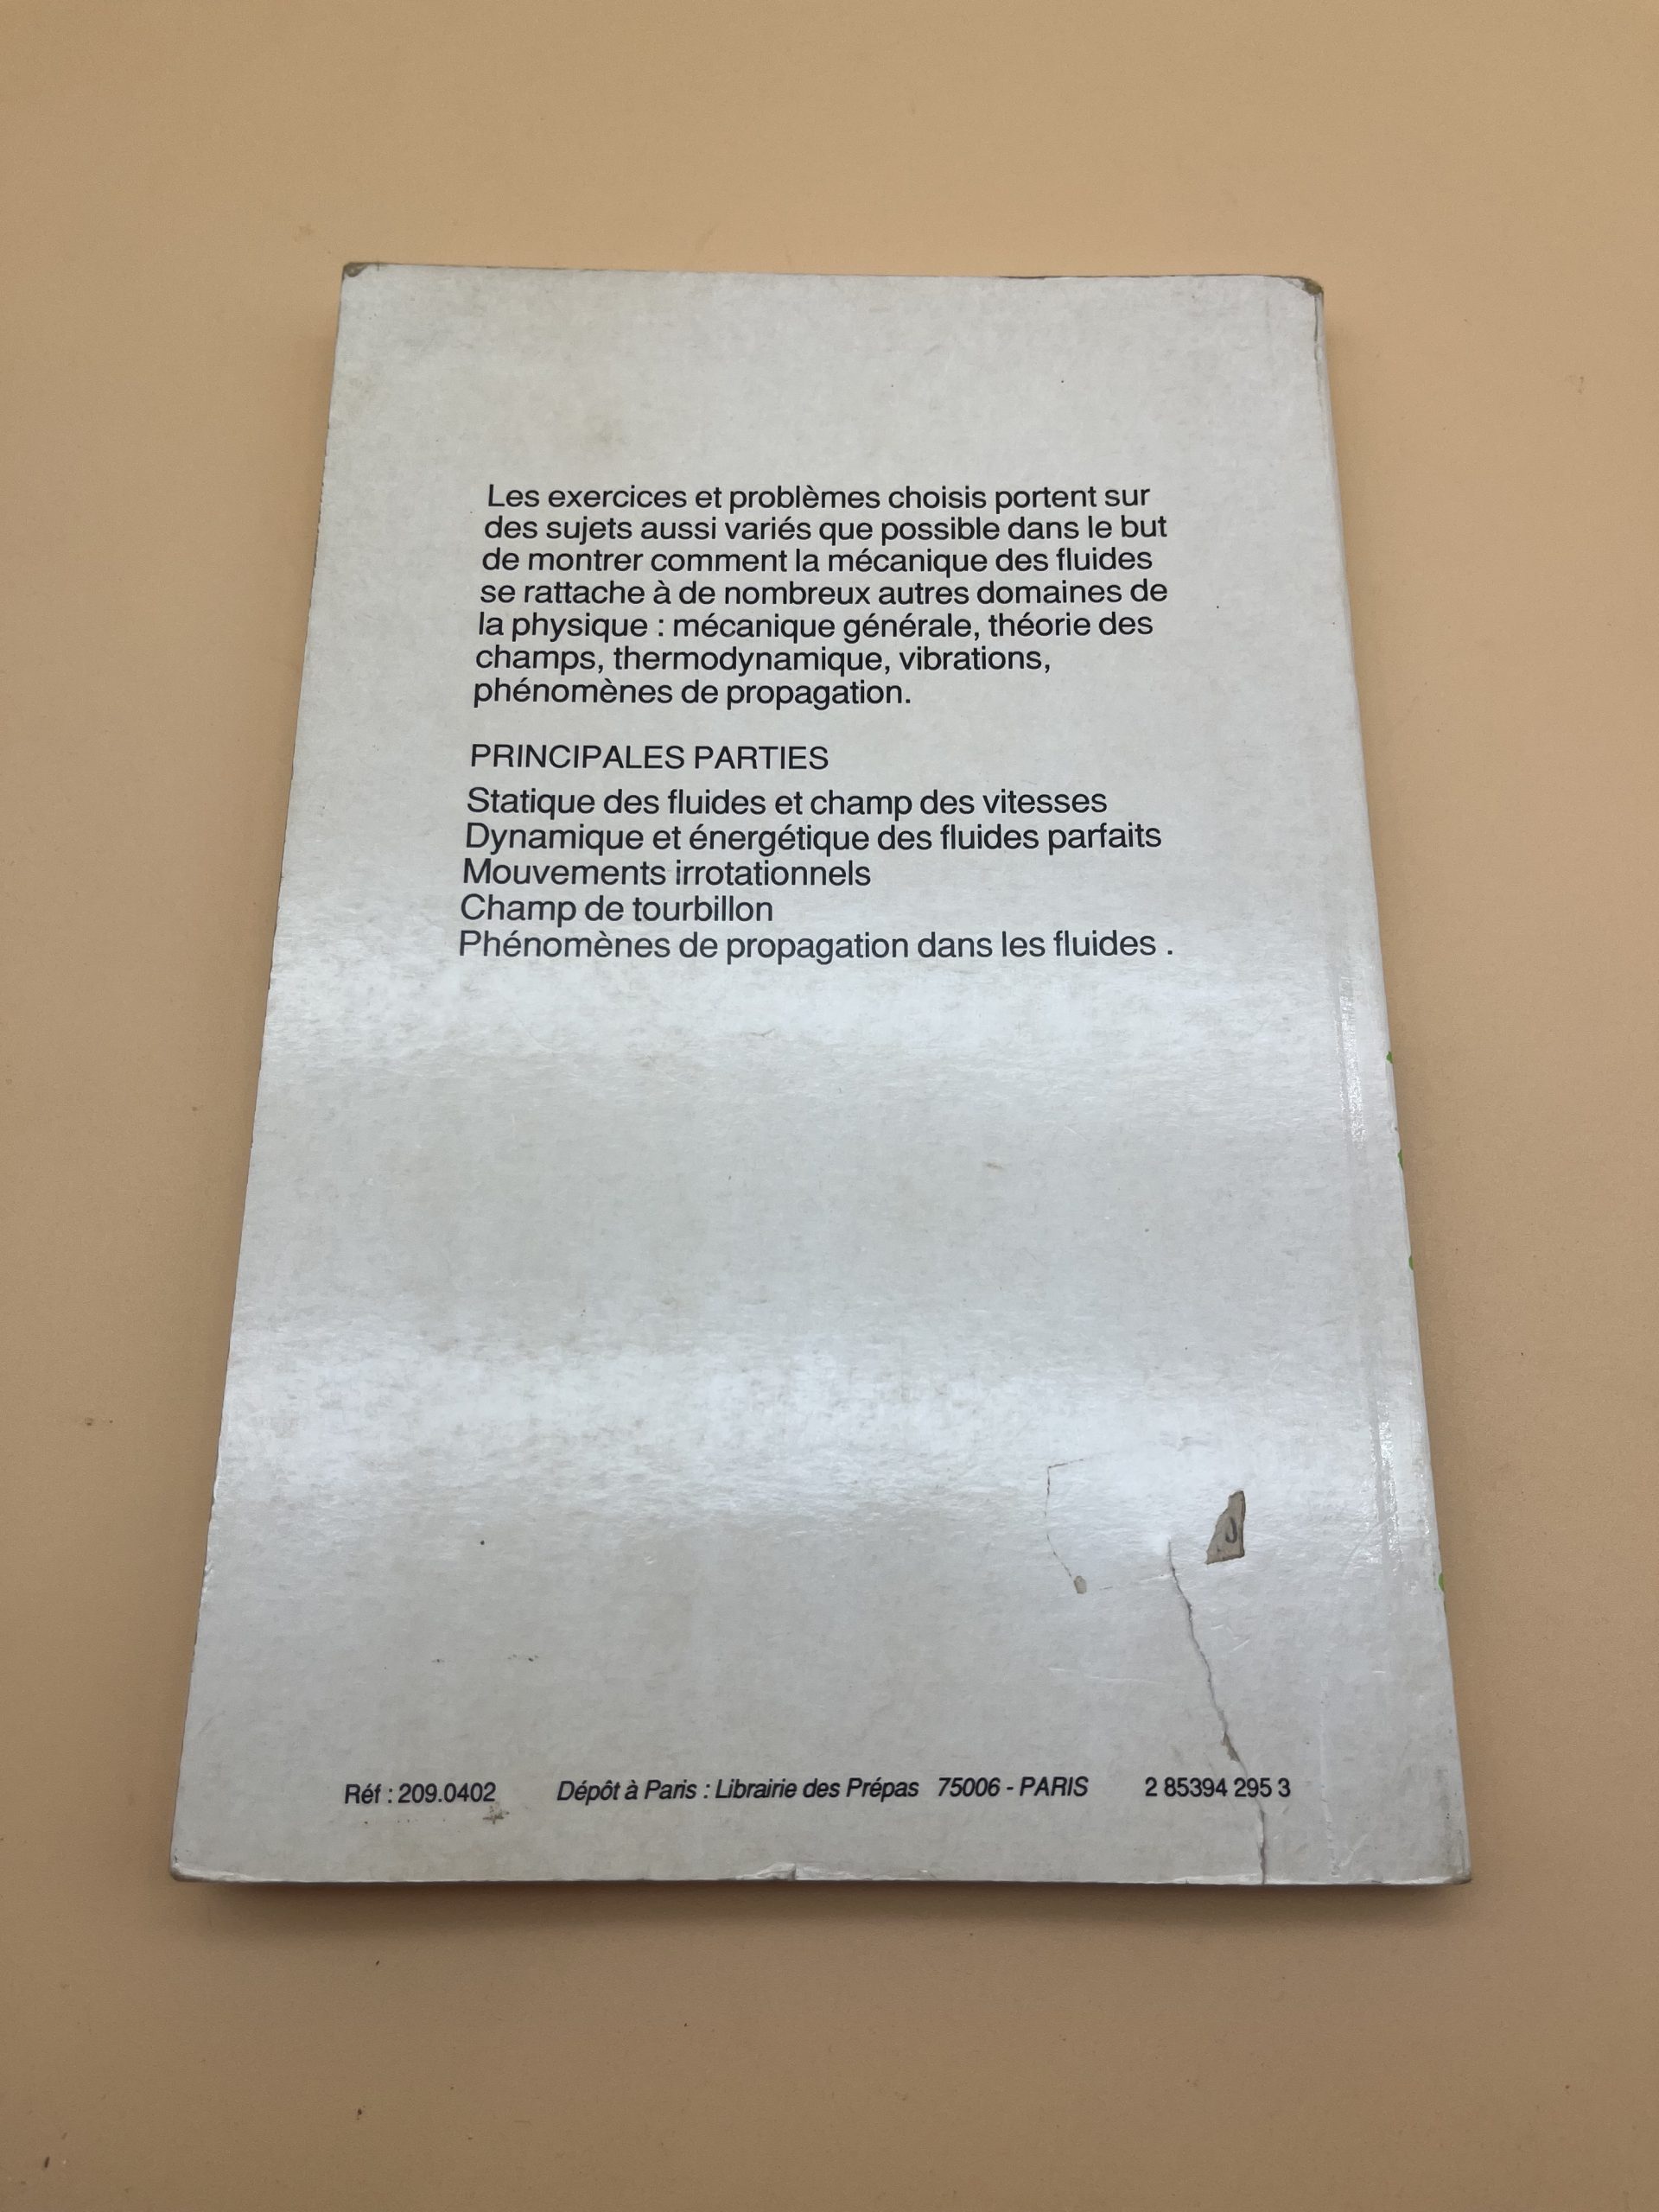 Les exercices et problèmes choisis portent sur
des sujets aussi variés que possible dans le but
de montrer comment la mécanique des fluides
se rattache à de nombreux autres domaines de
la physique : mécanique générale, théorie des
champs, thermodynamique, vibrations,
phénomènes de propagation.
PRINCIPALES PARTIES
Statique des fluides et champ des vitesses
Dynamique et énergétique des fluides parfaits
Mouvements irrotationnels
Champ de tourbillon
Phénomènes de propagation dans les fluides .
Réf : 209.0402 Dépôt à Paris : Librairie des Prépas 75006 - PARIS 2 85394 295 3